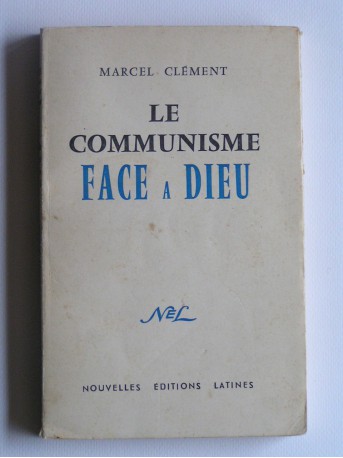 MARCEL CLÉMENT
LE
COMMUNISME
FACE A DIEU
NEL
NOUVELLES EDITIONS LATINES